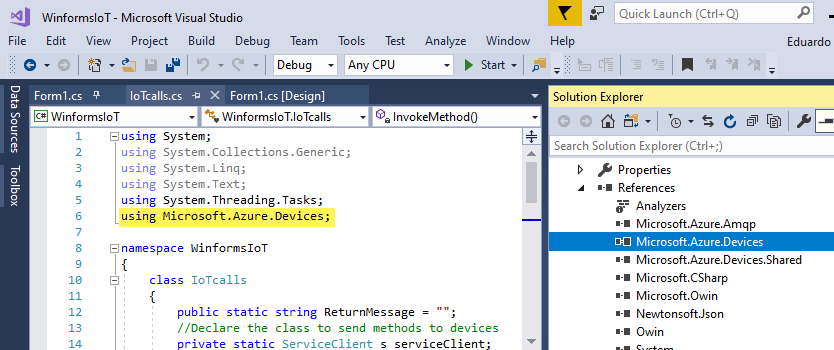 WinformsIoT - Microsoft Visual Studio
Quick Launch (Ctrl+Q)
File Edit View Project Build Debug Team Tools Test Analyze Window Help Eduardo
Debug Any CPU Start
Form1.cs IoTcalls.cs Form1.cs [Design]
Data Sources
Toolbox
C# WinformsIoT WinformsIoT.IoTcalls InvokeMethod()
1 using System;
2 using System.Collections.Generic;
3 using System.Linq;
4 using System.Text;
5 using System.Threading.Tasks;
6 using Microsoft.Azure.Devices;
7
8 namespace WinformsIoT
9 {
10 class IoTcalls
11 {
12 public static string ReturnMessage = "";
13 //Declare the class to send methods to devices
14 private static ServiceClient s_serviceClient;
Solution Explorer
Search Solution Explorer (Ctrl+;)
Properties
References
Analyzers
Microsoft.Azure.Amqp
Microsoft.Azure.Devices
Microsoft.Azure.Devices.Shared
Microsoft.CSharp
Microsoft.Owin
Newtonsoft.Json
Owin
System